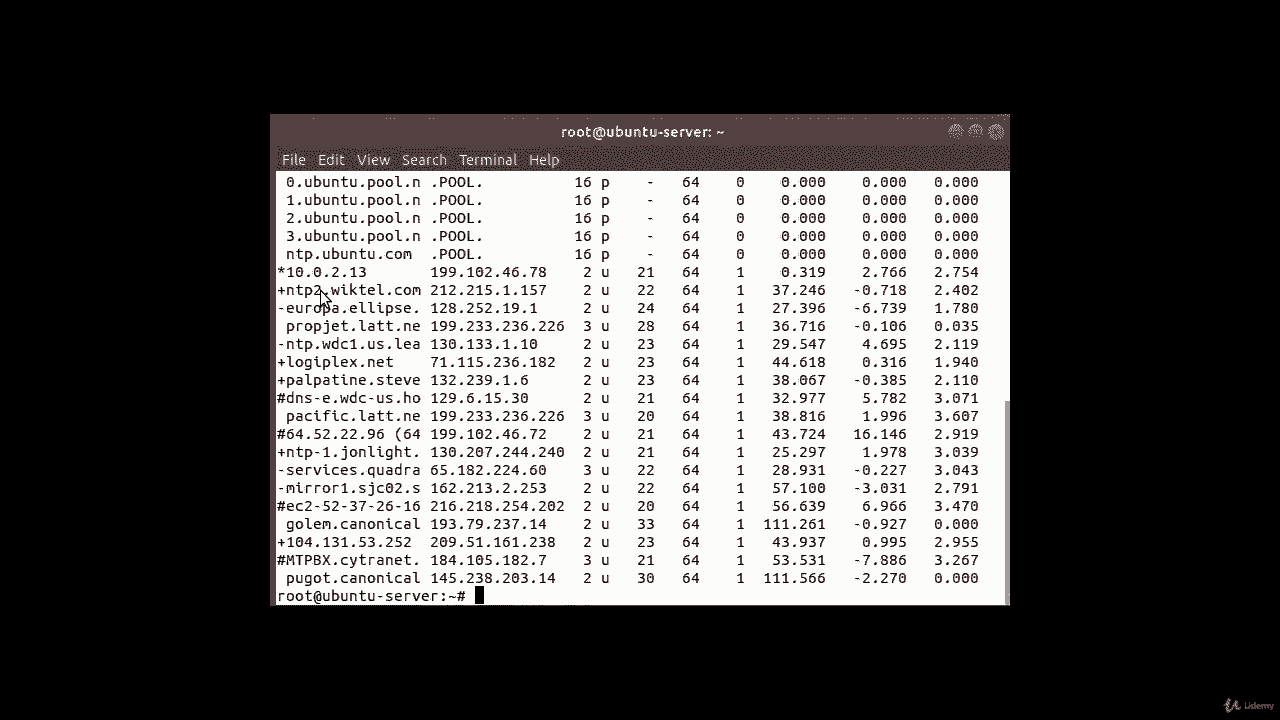 root@ubuntu-server: ~
File Edit View Search Terminal Help
0.ubuntu.pool.n .POOL. 16 p - 64 0 0.000 0.000 0.000
1.ubuntu.pool.n .POOL. 16 p - 64 0 0.000 0.000 0.000
2.ubuntu.pool.n .POOL. 16 p - 64 0 0.000 0.000 0.000
3.ubuntu.pool.n .POOL. 16 p - 64 0 0.000 0.000 0.000
ntp.ubuntu.com .POOL. 16 p - 64 0 0.000 0.000 0.000
*10.0.2.13 199.102.46.78 2 u 21 64 1 0.319 2.766 2.754
+ntp2.wiktel.com 212.215.1.157 2 u 22 64 1 37.246 -0.718 2.402
-europa.ellipse. 128.252.19.1 2 u 24 64 1 27.396 -6.739 1.780
propjet.latt.ne 199.233.236.226 3 u 28 64 1 36.716 -0.106 0.035
-ntp.wdc1.us.lea 130.133.1.10 2 u 23 64 1 29.547 4.695 2.119
+logiplex.net 71.115.236.182 2 u 23 64 1 44.618 0.316 1.940
+palpatine.steve 132.239.1.6 2 u 23 64 1 38.067 -0.385 2.110
#dns-e.wdc-us.ho 129.6.15.30 2 u 21 64 1 32.977 5.782 3.071
pacific.latt.ne 199.233.236.226 3 u 20 64 1 38.816 1.996 3.607
#64.52.22.96 (64 199.102.46.72 2 u 21 64 1 43.724 16.146 2.919
+ntp-1.jonlight. 130.207.244.240 2 u 21 64 1 25.297 1.978 3.039
-services.quadra 65.182.224.60 3 u 22 64 1 28.931 -0.227 3.043
-mirror1.sjc02.s 162.213.2.253 2 u 22 64 1 57.100 -3.031 2.791
#ec2-52-37-26-16 216.218.254.202 2 u 20 64 1 56.639 6.966 3.470
golem.canonical 193.79.237.14 2 u 33 64 1 111.261 -0.927 0.000
+104.131.53.252 209.51.161.238 2 u 23 64 1 43.937 0.995 2.955
#MTPBX.cytranet. 184.105.182.7 3 u 21 64 1 53.531 -7.886 3.267
pugot.canonical 145.238.203.14 2 u 30 64 1 111.566 -2.270 0.000
root@ubuntu-server:~#
Udemy